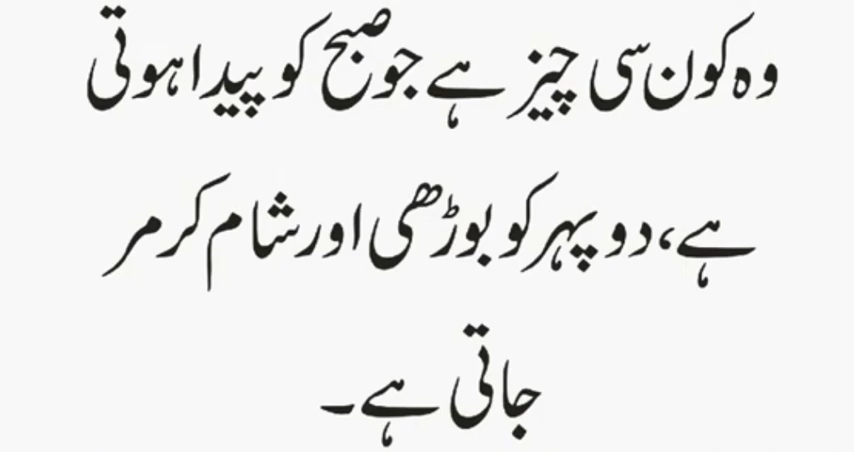 وہ کون سی چیز ہے جو صبح کو پیدا ہوتی
ہے، دوپہر کو بوڑھی اور شام کر مر
جاتی ہے۔